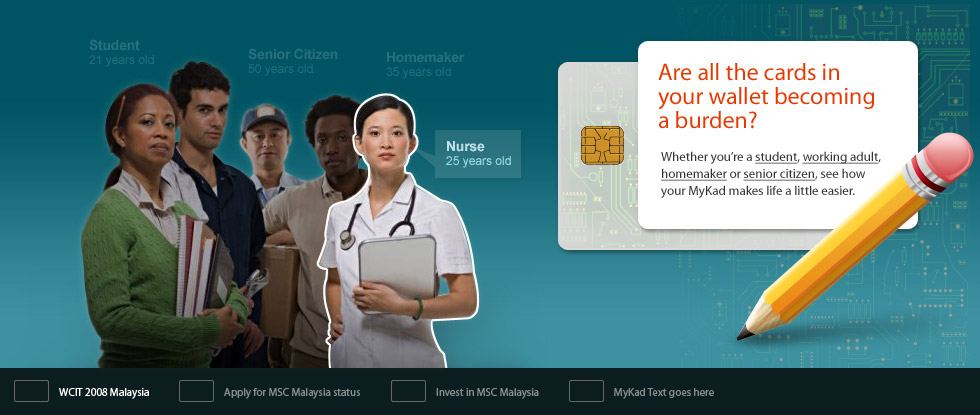 Student
21 years old
Senior Citizen
50 years old
Homemaker
35 years old
Nurse
25 years old
Are all the cards in
your wallet becoming
a burden?
Whether you're a student, working adult,
homemaker or senior citizen, see how
your MyKad makes life a little easier.
WCIT 2008 Malaysia
Apply for MSC Malaysia status
Invest in MSC Malaysia
MyKad Text goes here